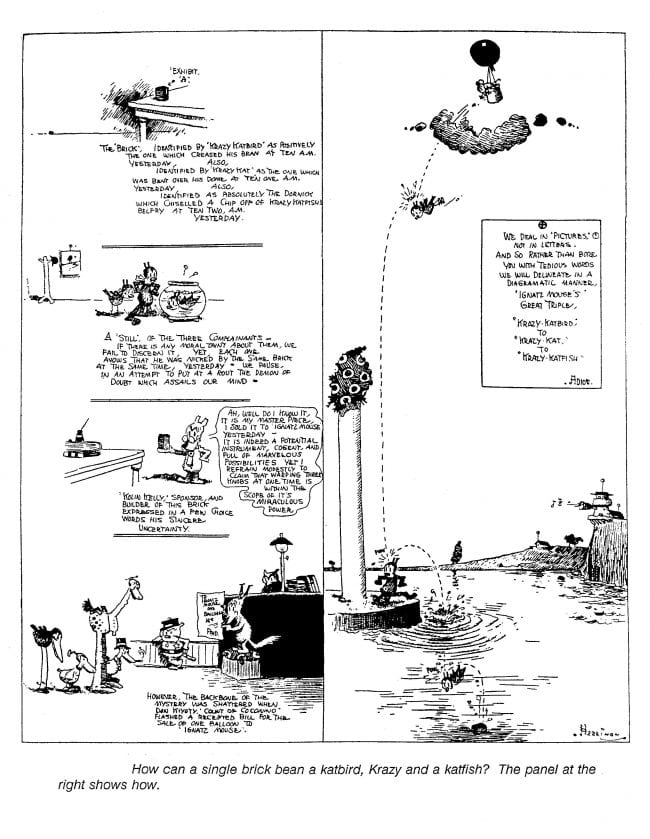 'EXHIBIT.
'A'.
THE 'BRICK', IDENTIFIED BY 'KRAZY KATBIRD' AS POSITIVELY
THE ONE WHICH CREASED HIS BEAN AT TEN A.M.
YESTERDAY, ALSO,
IDENTIFIED BY 'KRAZY KAT' AS THE ONE WHICH
WAS BENT OVER HIS DOME AT TEN ONE A.M.
YESTERDAY, ALSO,
IDENTIFIED AS ABSOLUTELY THE DORNICK
WHICH CHISELLED A CHIP OFF OF KRAZY KATFISH'S
BELFRY AT TEN TWO, A.M.
YESTERDAY.
A 'STILL', OF THE THREE COMPLAINANTS –
IF THERE IS ANY MORAL TAINT ABOUT THEM, WE
FAIL TO DISCERN IT, YET, EACH ONE
AVOWS THAT HE WAS NICKED BY THE SAME BRICK
AT THE SAME TIME, YESTERDAY • WE PAUSE,
IN AN ATTEMPT TO PUT AT A ROUT THE DEMON OF
DOUBT WHICH ASSAILS OUR MIND •
AH, WELL DO I KNOW IT,
IT IS MY MASTER PIECE,
I SOLD IT TO 'IGNATZ MOUSE'
YESTERDAY –
IT IS INDEED A POTENTIAL
INSTRUMENT, COGENT, AND
FULL OF MARVELOUS
POSSIBILITIES YET I
REFRAIN MODESTLY TO
CLAIM THAT WARPING THREE
KNOBS AT ONE TIME IS
WITHIN THE
SCOPE OF IT'S
MIRACULOUS
POWER.
'KOLIN KELLY,' SPONSOR, AND
BUILDER OF THIS BRICK
EXPRESSED IN A FEW CHOICE
WORDS HIS SINCERE
UNCERTAINTY.
BALLOON
PAID.
HOWEVER, THE BACKBONE OF THE
MYSTERY WAS SHATTERED WHEN
DON KIYOTI, 'COUNT OF COCONINO'
FLASHED A RECEIPTED BILL FOR THE
SALE OF ONE BALLOON TO
'IGNATZ MOUSE'.
WE DEAL IN 'PICTURES,'
NOT IN LETTERS.
AND SO RATHER THAN BORE
YOU WITH TEDIOUS WORDS
WE WILL DELINEATE IN A
DIAGRAMATIC MANNER,
'IGNATZ MOUSE'S'
GREAT TRIPLE,
"KRAZY • KATBIRD,"
TO
"KRAZY • KAT."
TO
"KRAZY • KATFISH"
HERRIMAN
How can a single brick bean a katbird, Krazy and a katfish? The panel at the
right shows how.